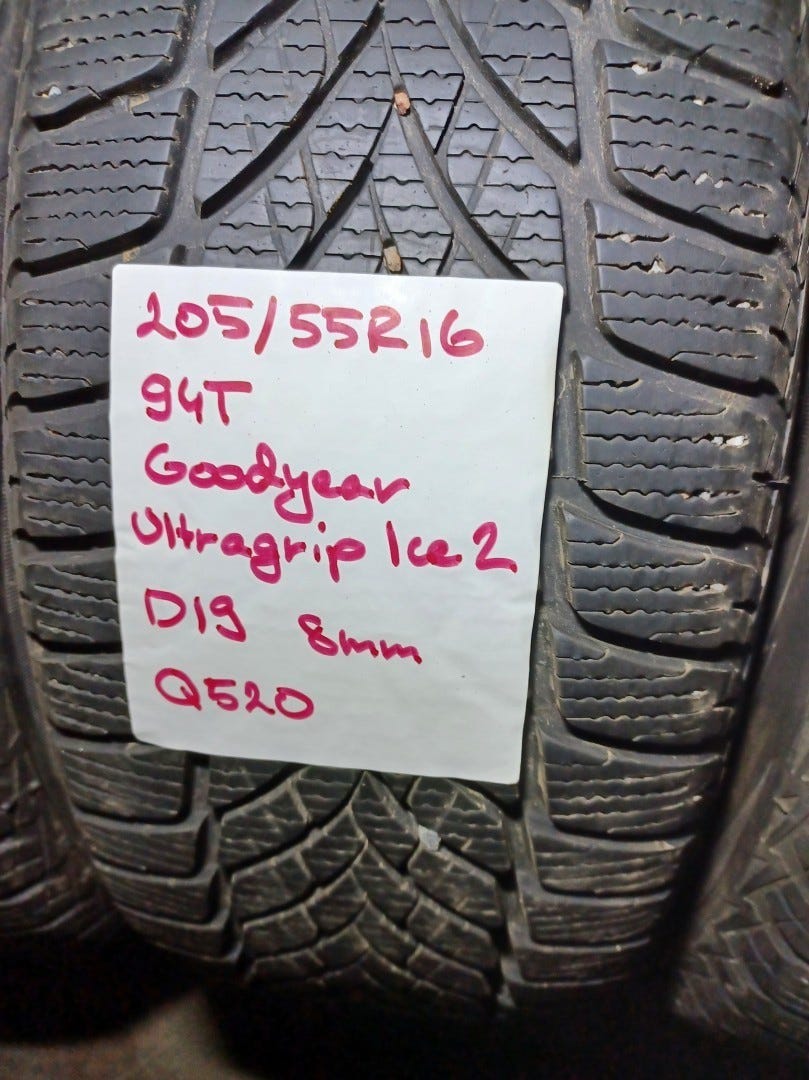 205/55R16
94T
Goodyear
Ultragrip Ice 2
D19 8mm
Q520